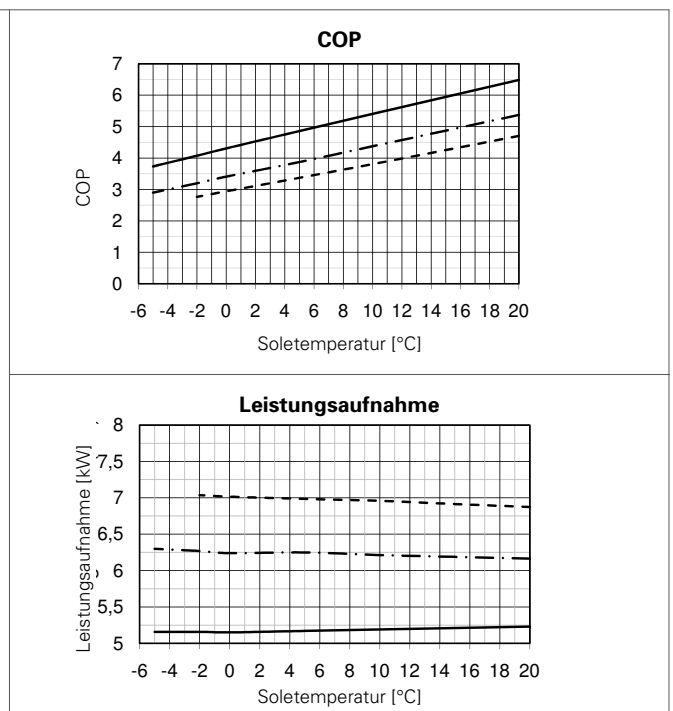 COP
7
6
5
4
3
2
1
0
COP
-6 -4 -2 0 2 4 6 8 10 12 14 16 18 20
Soletemperatur [°C]
Leistungsaufnahme
8
7,5
7
6,5
6
5,5
5
Leistungsaufnahme [kW]
-6 -4 -2 0 2 4 6 8 10 12 14 16 18 20
Soletemperatur [°C]